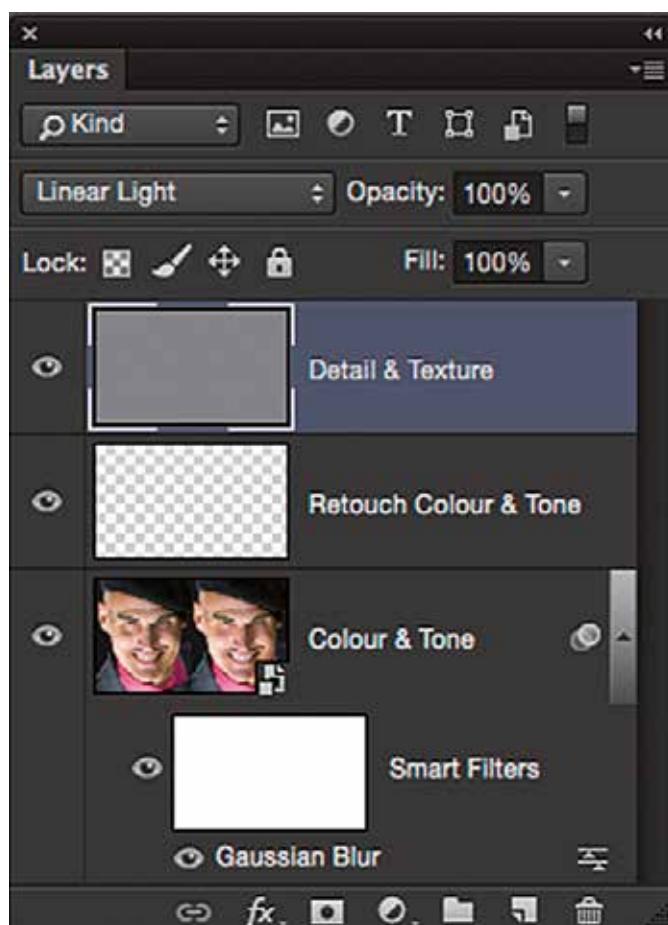 Layers
Kind
Linear Light Opacity: 100%
Lock: Fill: 100%
Detail & Texture
Retouch Colour & Tone
Colour & Tone
Smart Filters
Gaussian Blur
fx